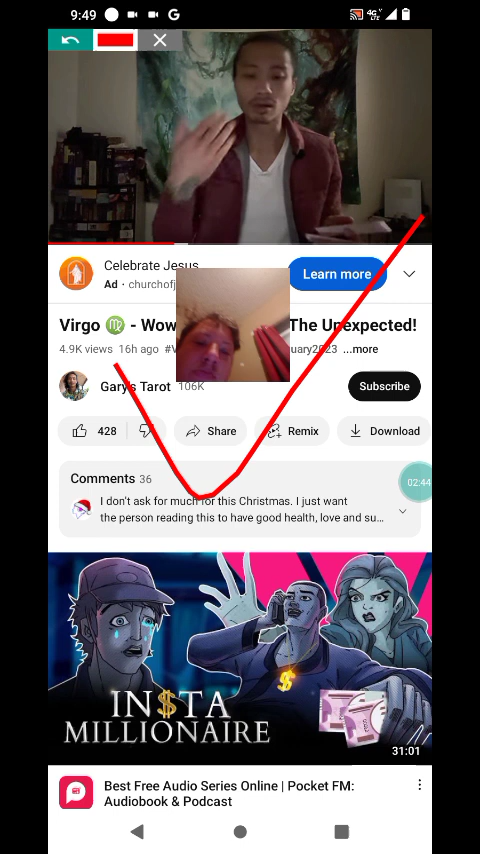 9:49
4G
LTE
Celebrate Jesus
Learn more
Ad · churchofj
Virgo ♍ - Wow The Unexpected!
4.9K views 16h ago #V uary2023 ...more
Gary's Tarot 106K
Subscribe
428
Share
Remix
Download
Comments 36
02:44
I don't ask for much for this Christmas. I just want
the person reading this to have good health, love and su...
IN$TA
MILLIONAIRE
31:01
Best Free Audio Series Online | Pocket FM:
Audiobook & Podcast